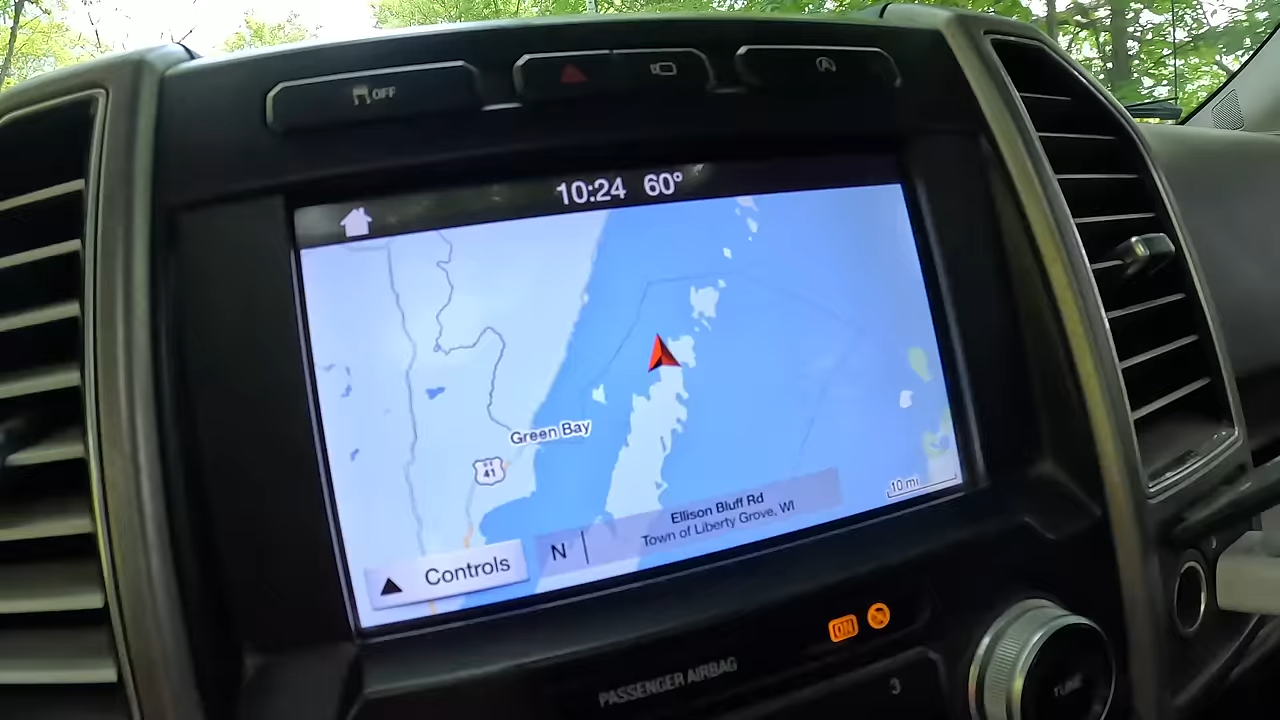 OFF
10:24 60°
Green Bay
41
10 mi
Ellison Bluff Rd
Town of Liberty Grove, WI
N
Controls
ON
PASSENGER AIRBAG
3
TUNE